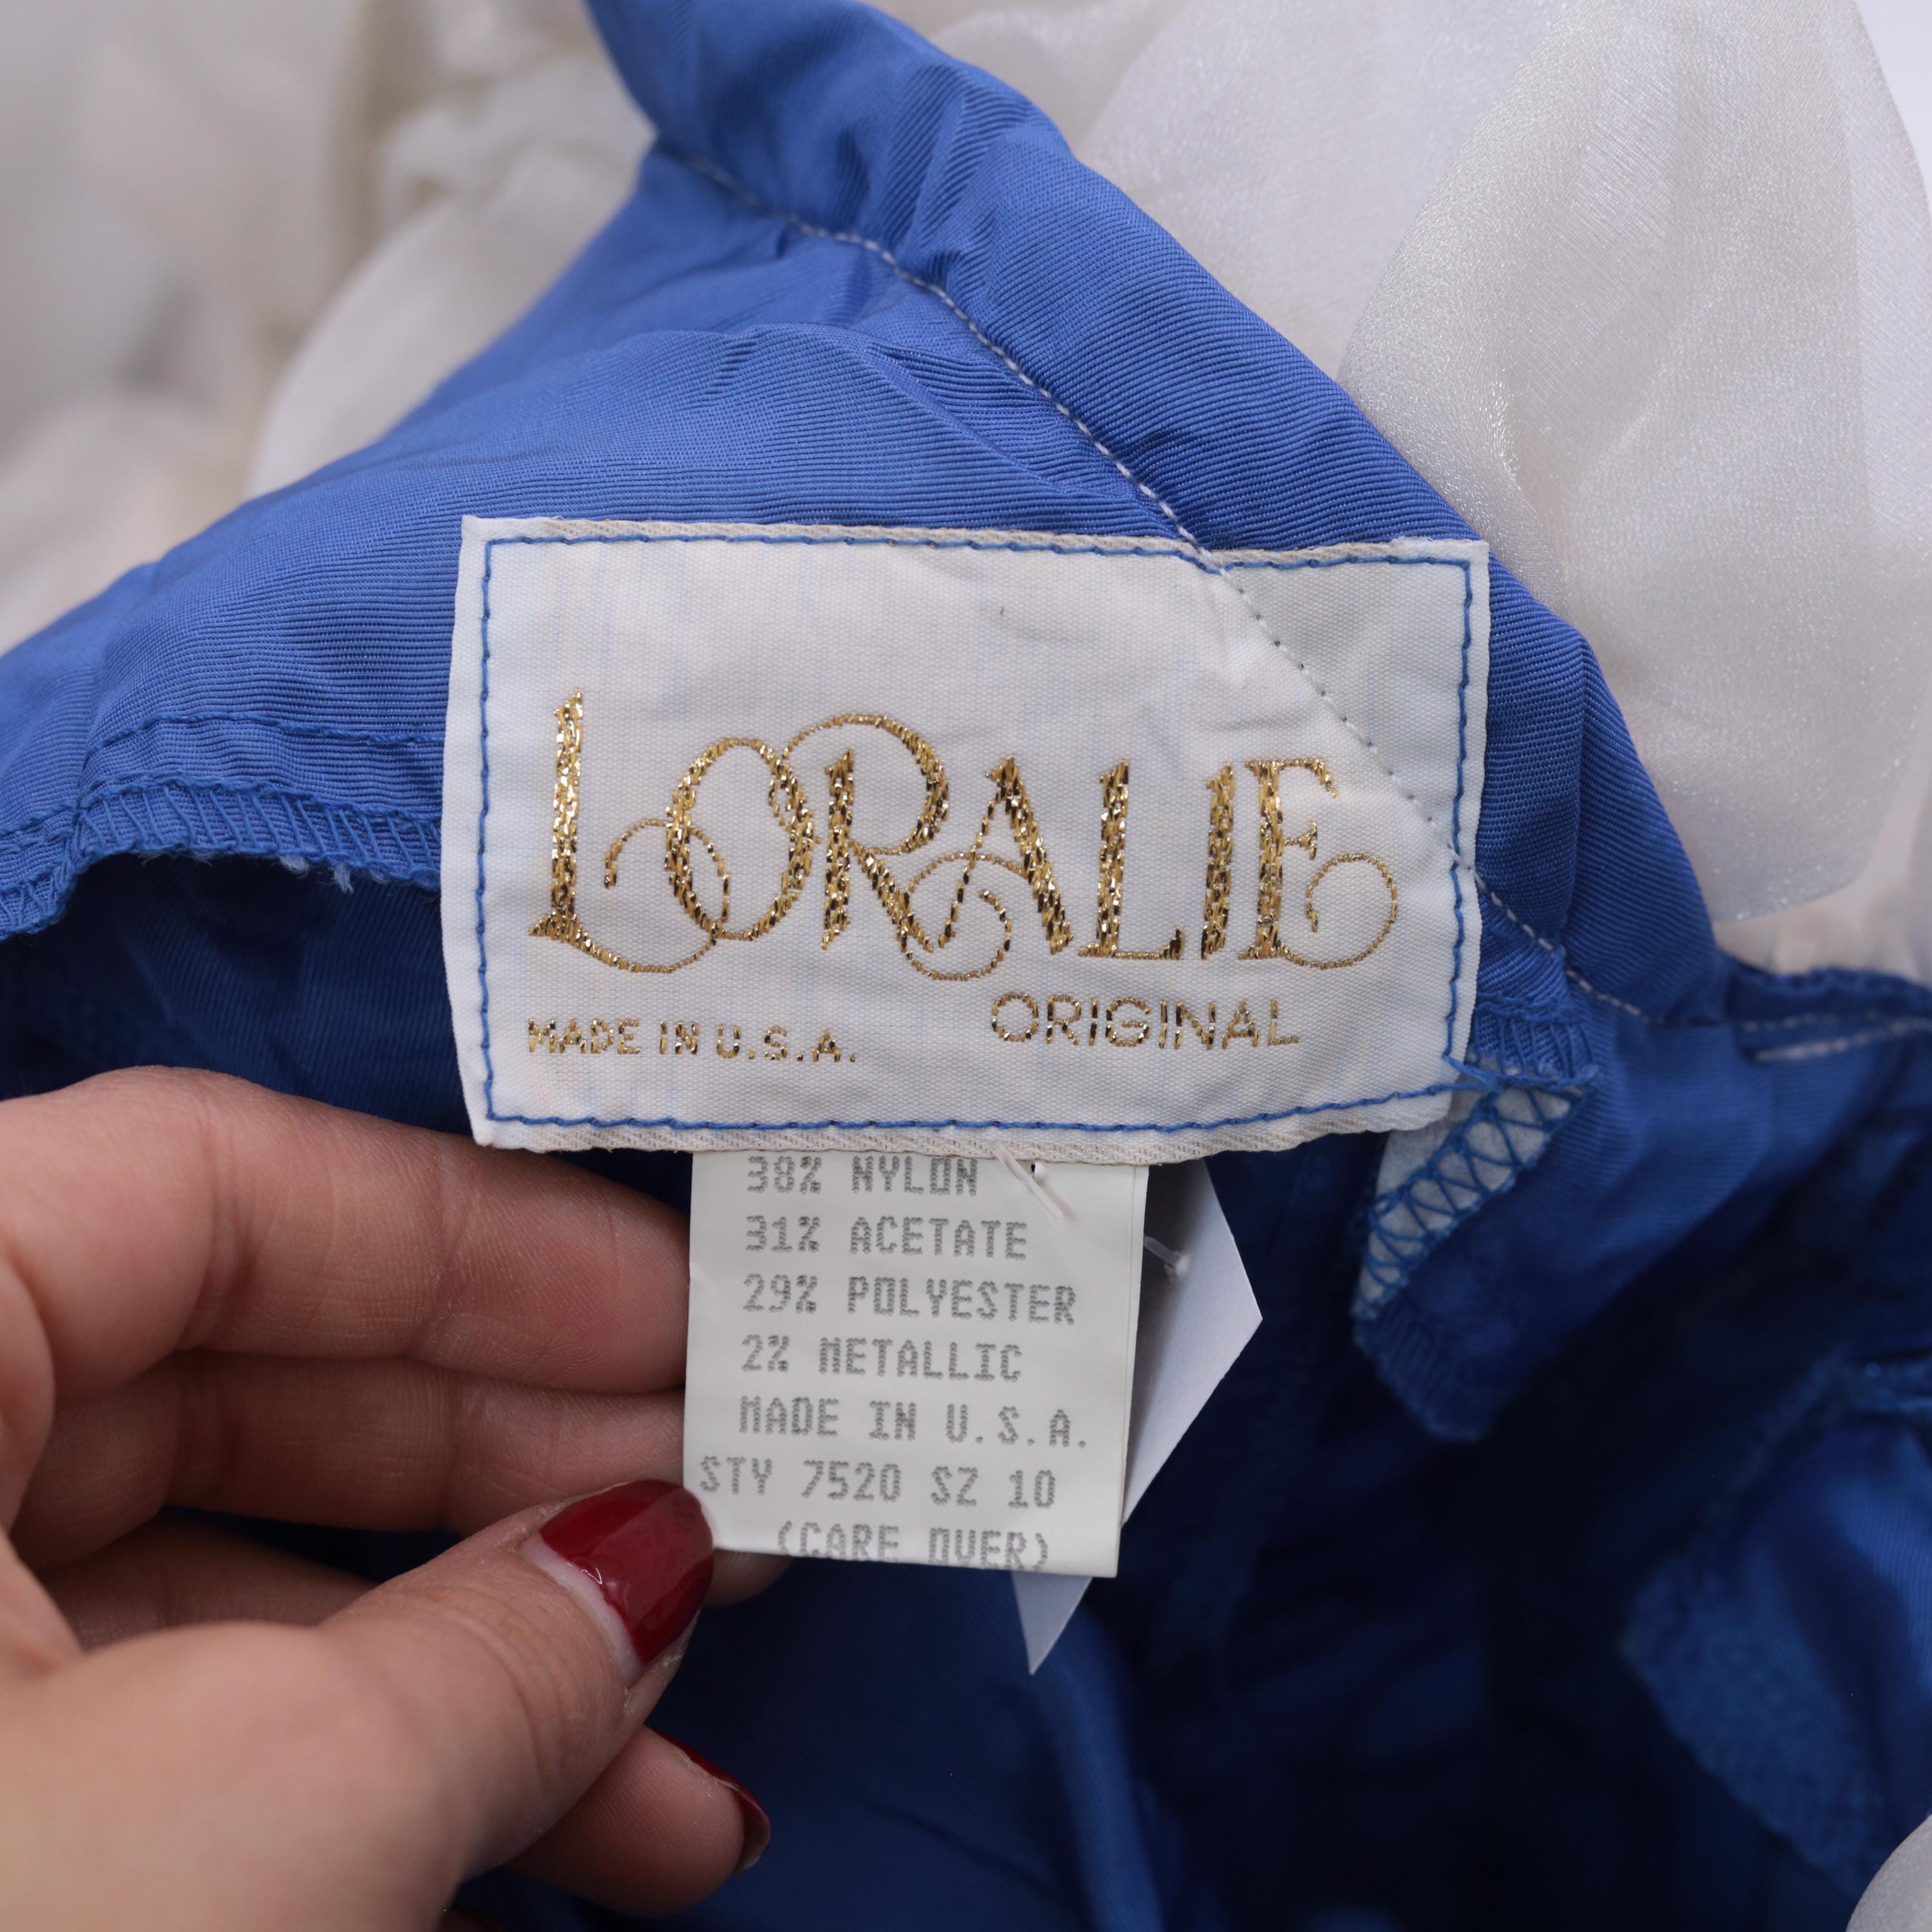 LORALIE
MADE IN U.S.A. ORIGINAL
38% NYLON
31% ACETATE
29% POLYESTER
2% METALLIC
MADE IN U.S.A.
STY 7520 SZ 10
(CARE OVER)